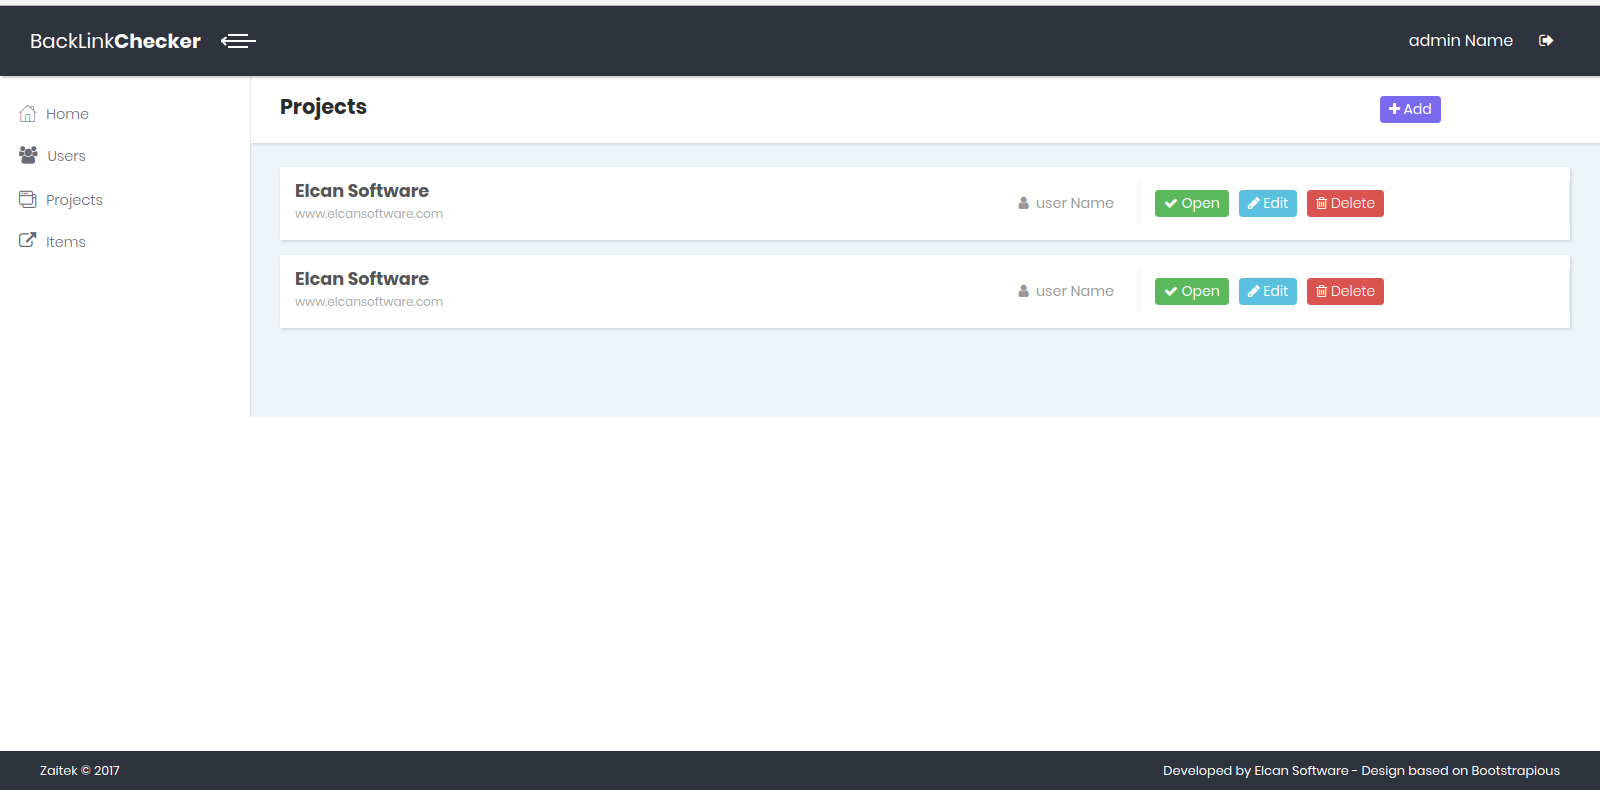 BackLinkChecker
admin Name
Home
Users
Projects
Items
Projects
Add
Elcan Software
www.elcansoftware.com
user Name
Open Edit Delete
Elcan Software
www.elcansoftware.com
user Name
Open Edit Delete
Zaitek © 2017
Developed by Elcan Software - Design based on Bootstrapious